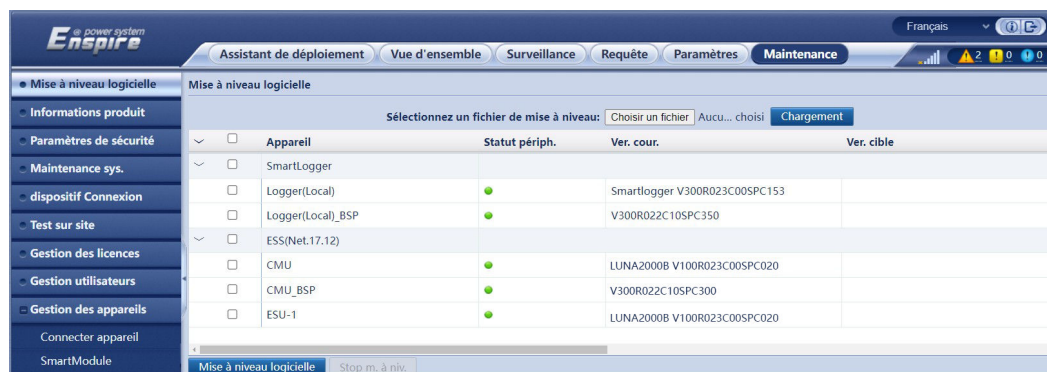 e power system
Enspire
Français
Assistant de déploiement Vue d'ensemble Surveillance Requête Paramètres Maintenance
2 0 0
Mise à niveau logicielle
Informations produit
Paramètres de sécurité
Maintenance sys.
dispositif Connexion
Test sur site
Gestion des licences
Gestion utilisateurs
Gestion des appareils
Connecter appareil
SmartModule
Mise à niveau logicielle
Sélectionnez un fichier de mise à niveau: Choisir un fichier Aucu... choisi Chargement
Appareil Statut périph. Ver. cour. Ver. cible
SmartLogger
Logger(Local) Smartlogger V300R023C00SPC153
Logger(Local)_BSP V300R022C10SPC350
ESS(Net.17.12)
CMU LUNA2000B V100R023C00SPC020
CMU_BSP V300R022C10SPC300
ESU-1 LUNA2000B V100R023C00SPC020
Mise à niveau logicielle Stop m. à niv.